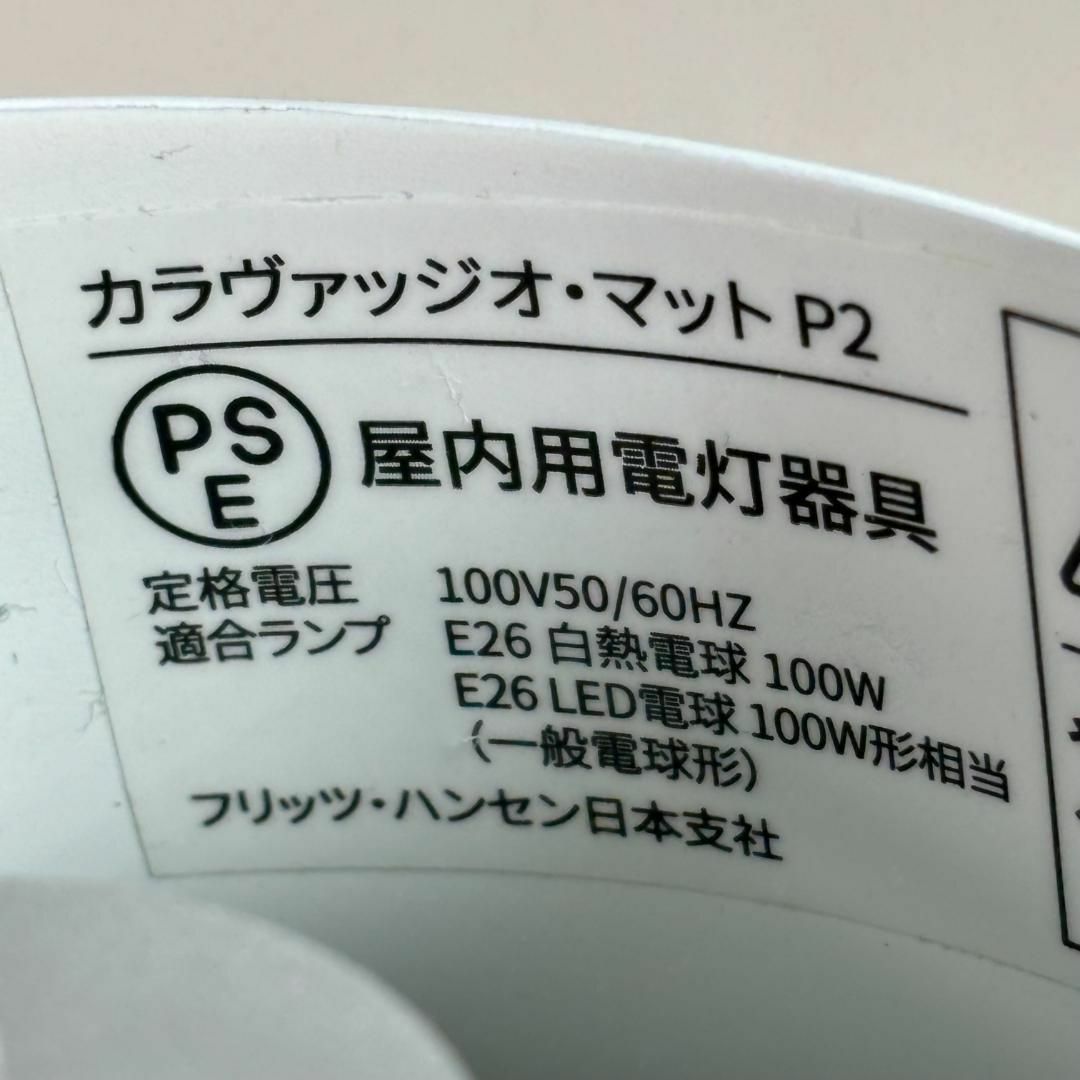 カラヴァッジオ・マット P2
PS
E
屋内用電灯器具
定格電圧 100V50/60HZ
適合ランプ E26 白熱電球 100W
E26 LED電球 100W形相当
(一般電球形)
フリッツ・ハンセン日本支社